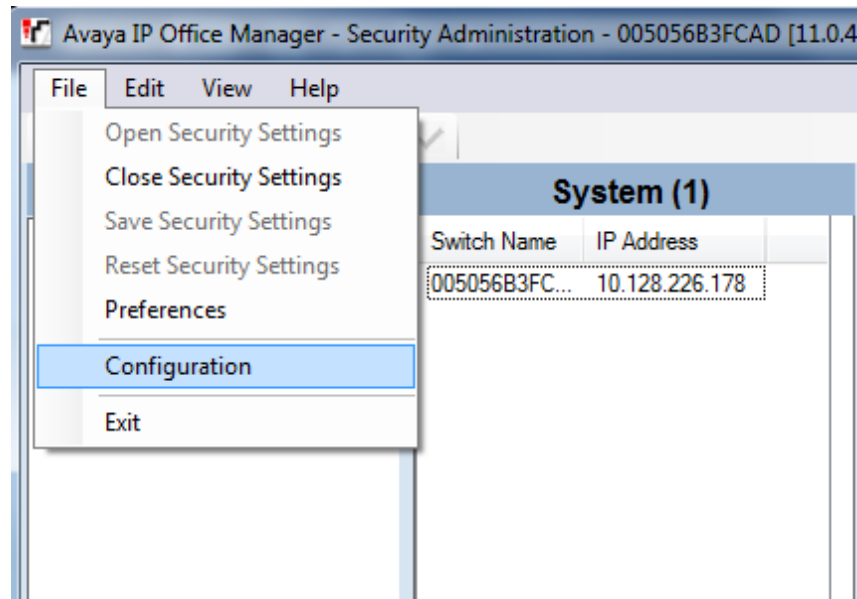 Avaya IP Office Manager - Security Administration - 005056B3FCAD [11.0.4
File Edit View Help
Open Security Settings
Close Security Settings
Save Security Settings
Reset Security Settings
Preferences
Configuration
Exit
System (1)
Switch Name IP Address
005056B3FC... 10.128.226.178